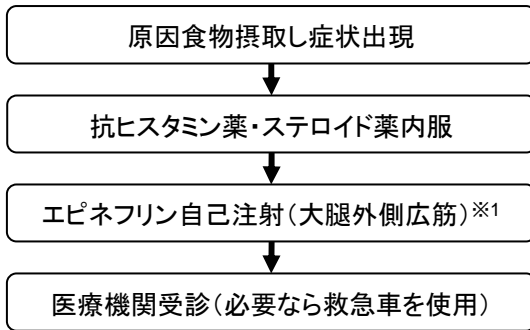 原因食物摂取し症状出現
抗ヒスタミン薬・ステロイド薬内服
エピネフリン自己注射(大腿外側広筋)※1
医療機関受診(必要なら救急車を使用)